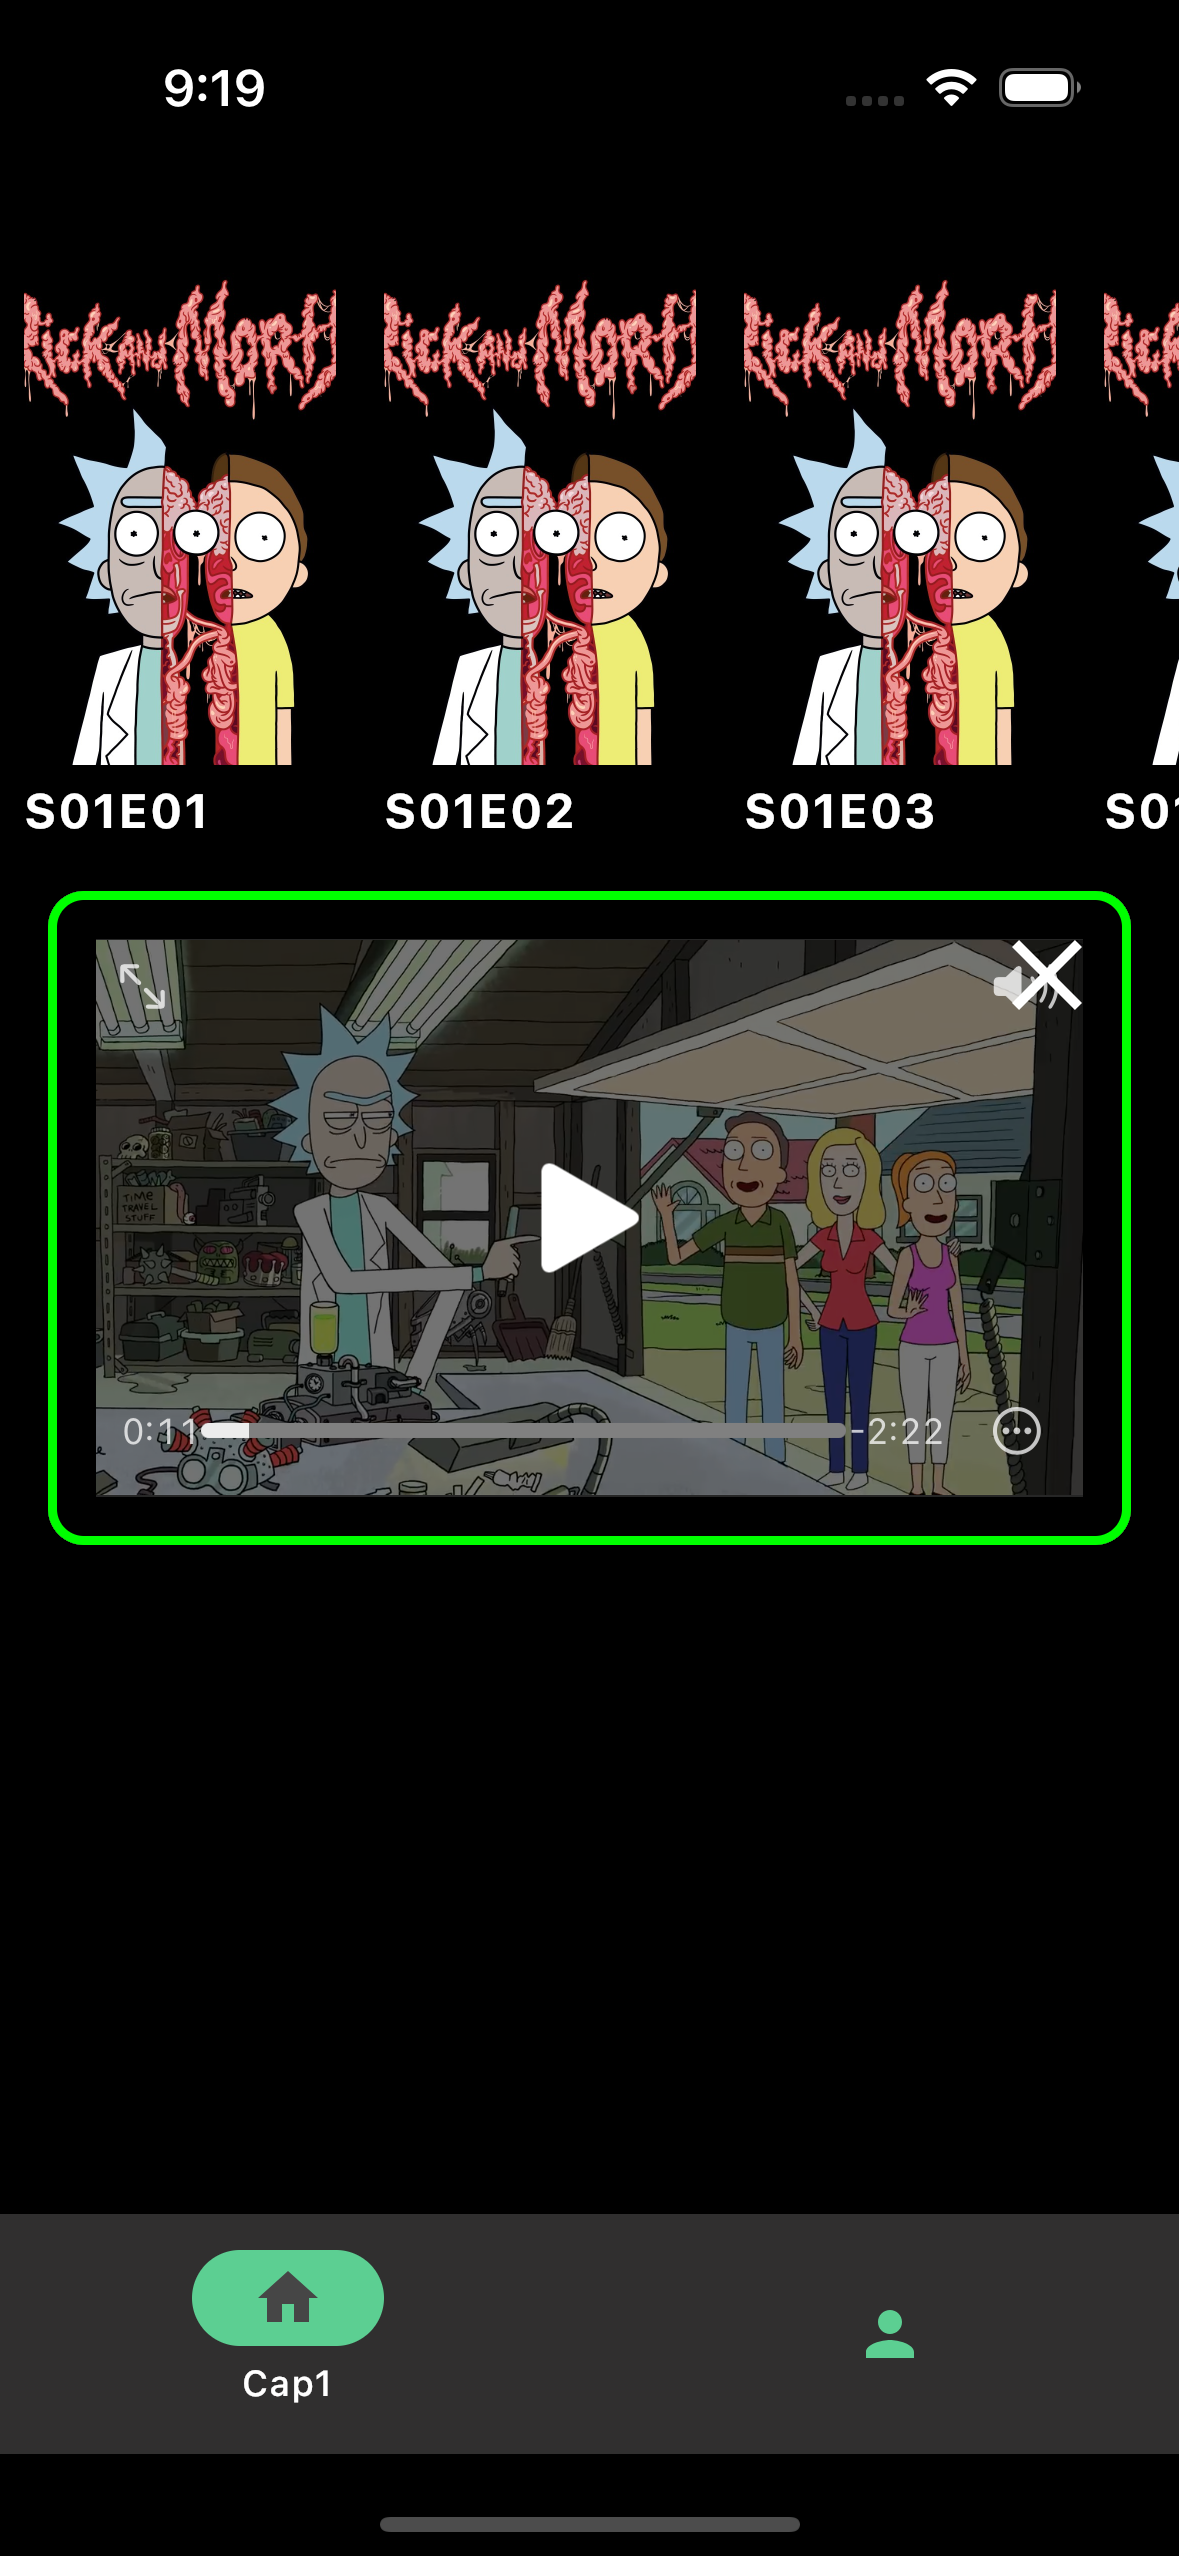 9:19
Rick and Morty Rick and Morty Rick and Morty Rick
S01E01 S01E02 S01E03 S01
TIME
TRAVEL
STUFF
0:11 -2:22
Cap1